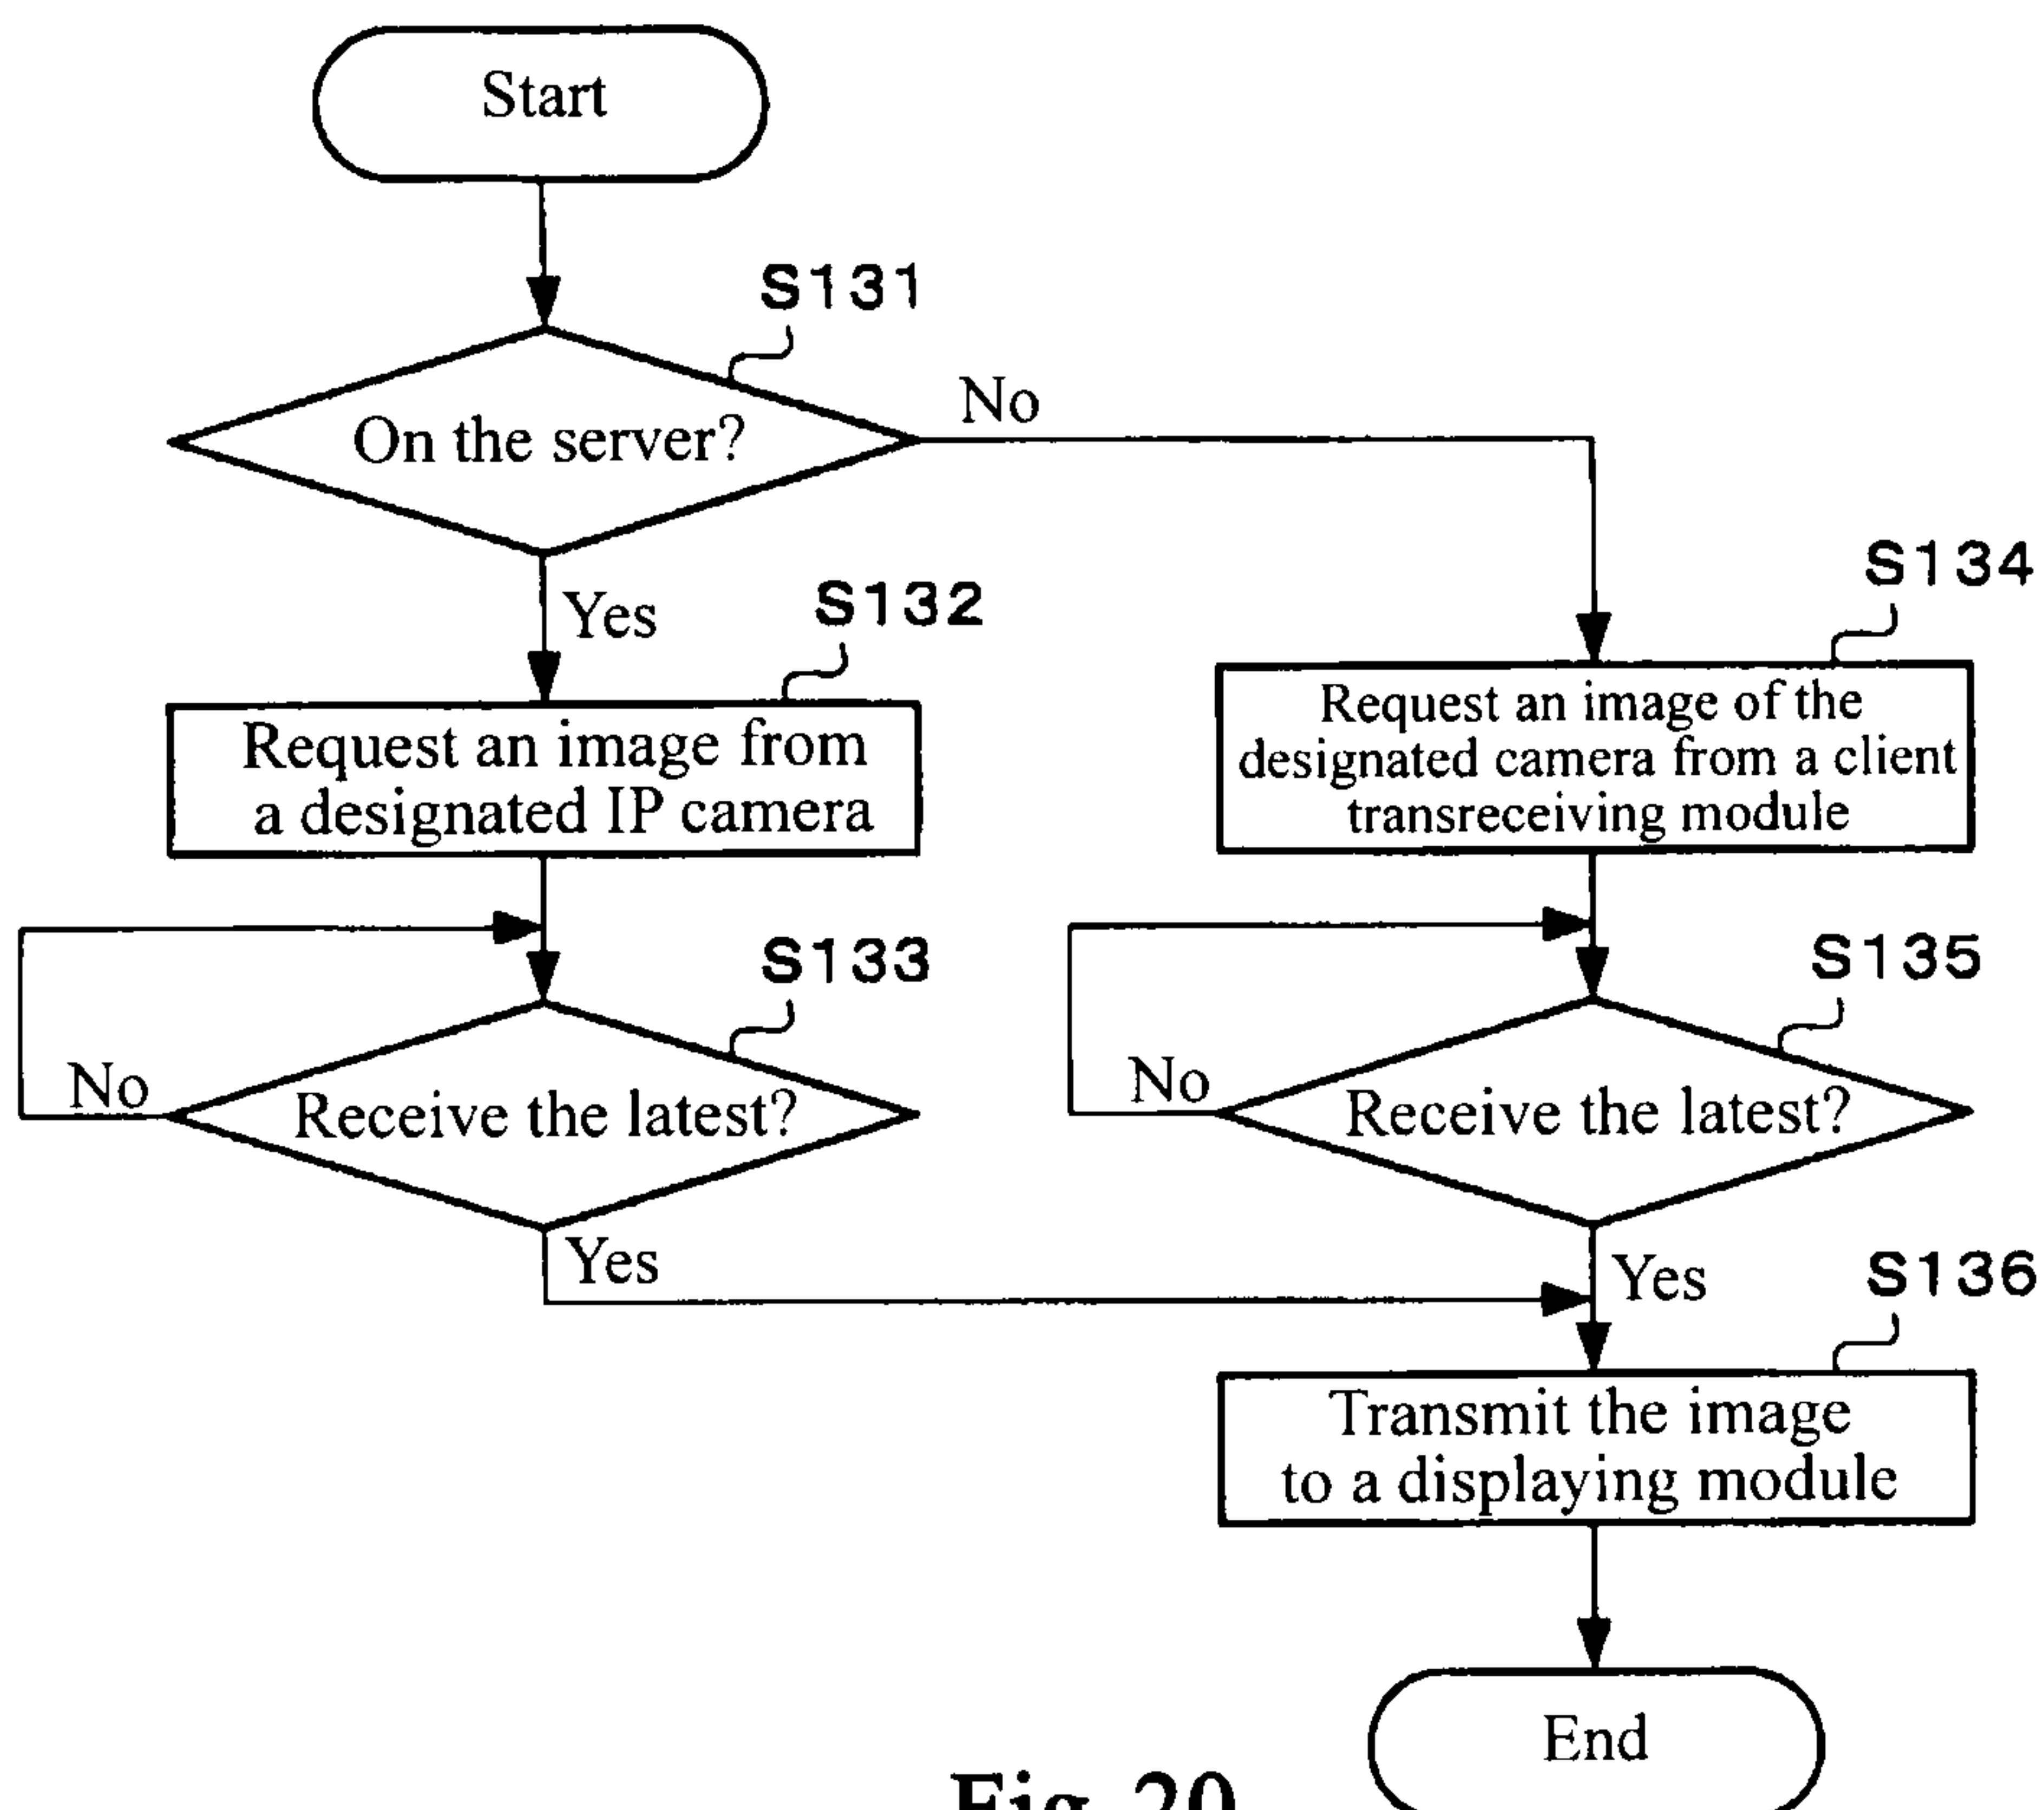 Start
S131
On the server?
No
Yes
S132
S134
Request an image from
a designated IP camera
Request an image of the
designated camera from a client
transreceiving module
S133
S135
No
Receive the latest?
No
Receive the latest?
Yes
Yes
S136
Transmit the image
to a displaying module
End
Fig. 20